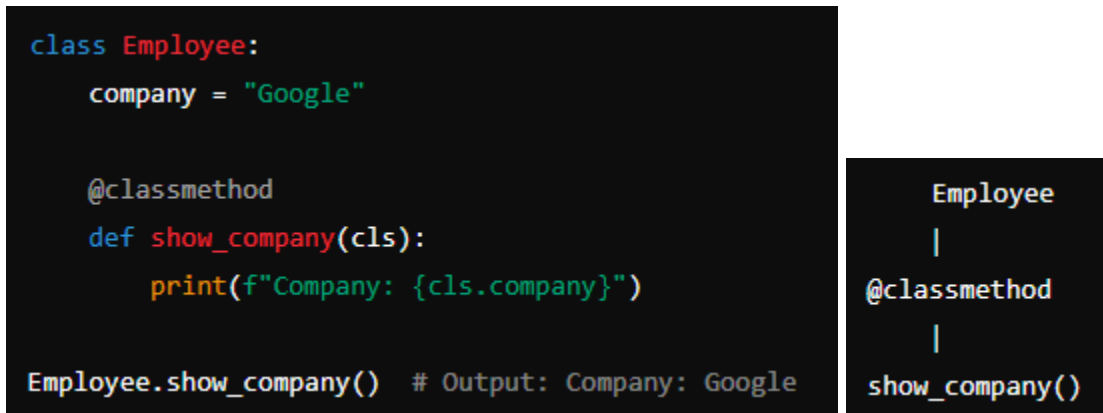 class Employee:
    company = "Google"
    @classmethod
    def show_company(cls):
        print(f"Company: {cls.company}")
Employee.show_company()  # Output: Company: Google
Employee
|
@classmethod
|
show_company()